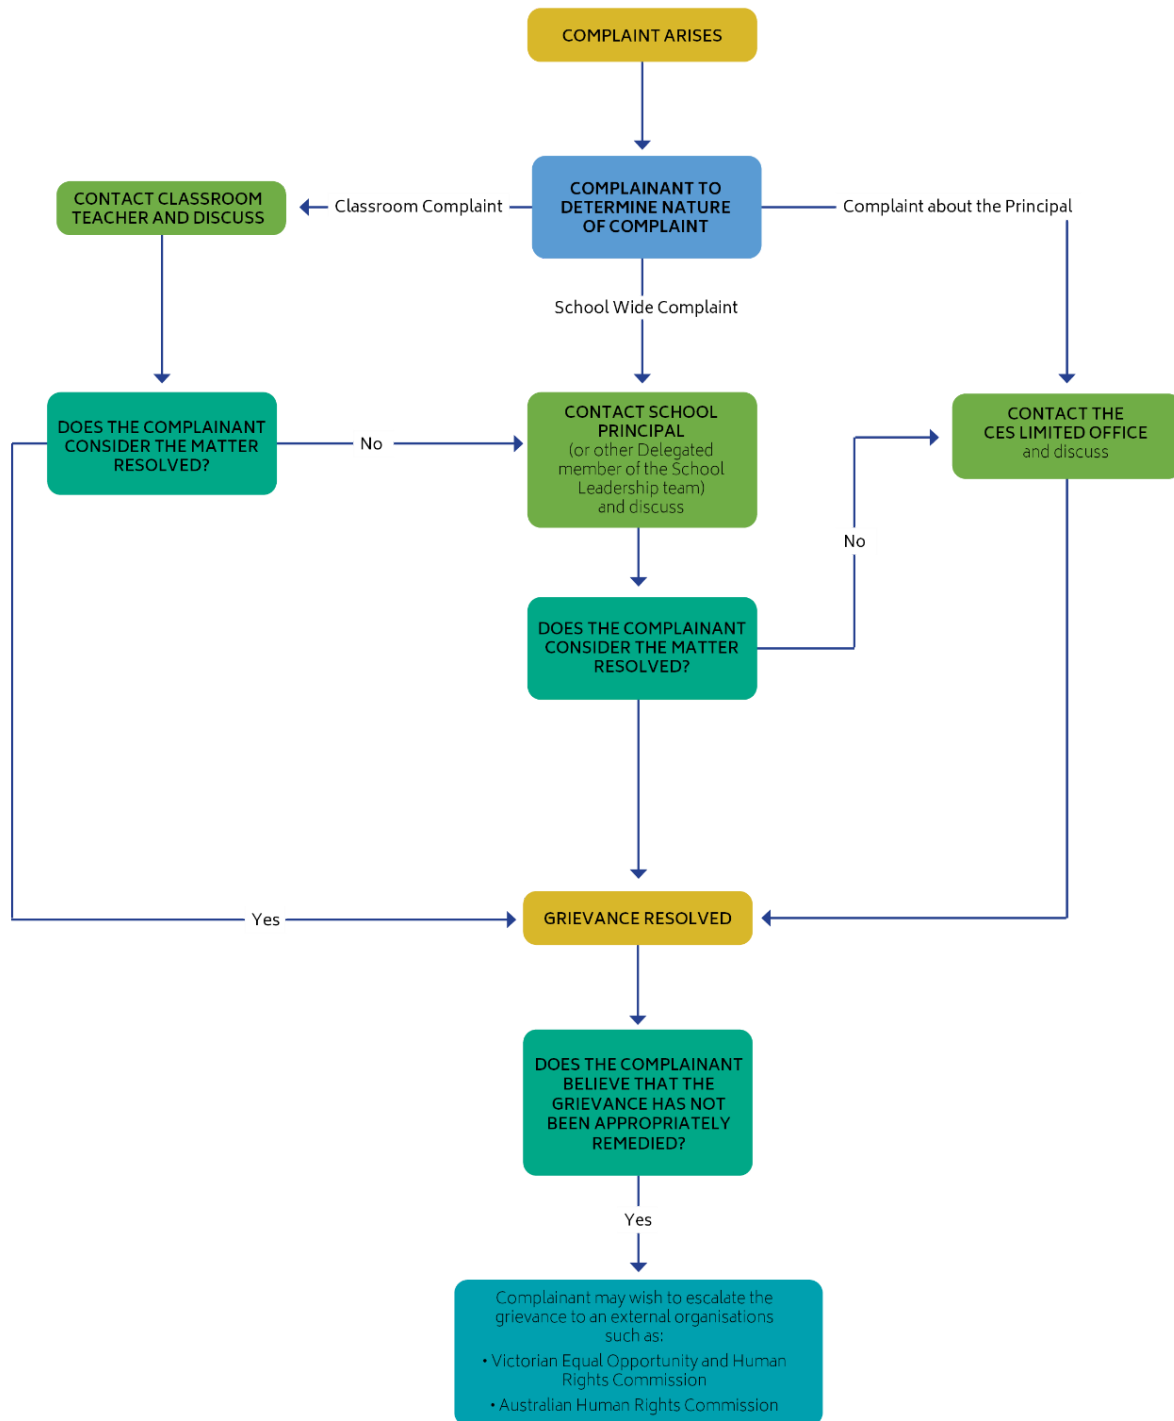 COMPLAINT ARISES
COMPLAINANT TO
DETERMINE NATURE
OF COMPLAINT
CONTACT CLASSROOM
TEACHER AND DISCUSS
Classroom Complaint
Complaint about the Principal
School Wide Complaint
DOES THE COMPLAINANT
CONSIDER THE MATTER
RESOLVED?
No
CONTACT SCHOOL
PRINCIPAL
(or other Delegated
member of the School
Leadership team)
and discuss
CONTACT THE
CES LIMITED OFFICE
and discuss
No
DOES THE COMPLAINANT
CONSIDER THE MATTER
RESOLVED?
Yes
GRIEVANCE RESOLVED
DOES THE COMPLAINANT
BELIEVE THAT THE
GRIEVANCE HAS NOT
BEEN APPROPRIATELY
REMEDIED?
Yes
Complainant may wish to escalate the
grievance to an external organisations
such as:
• Victorian Equal Opportunity and Human
Rights Commission
• Australian Human Rights Commission